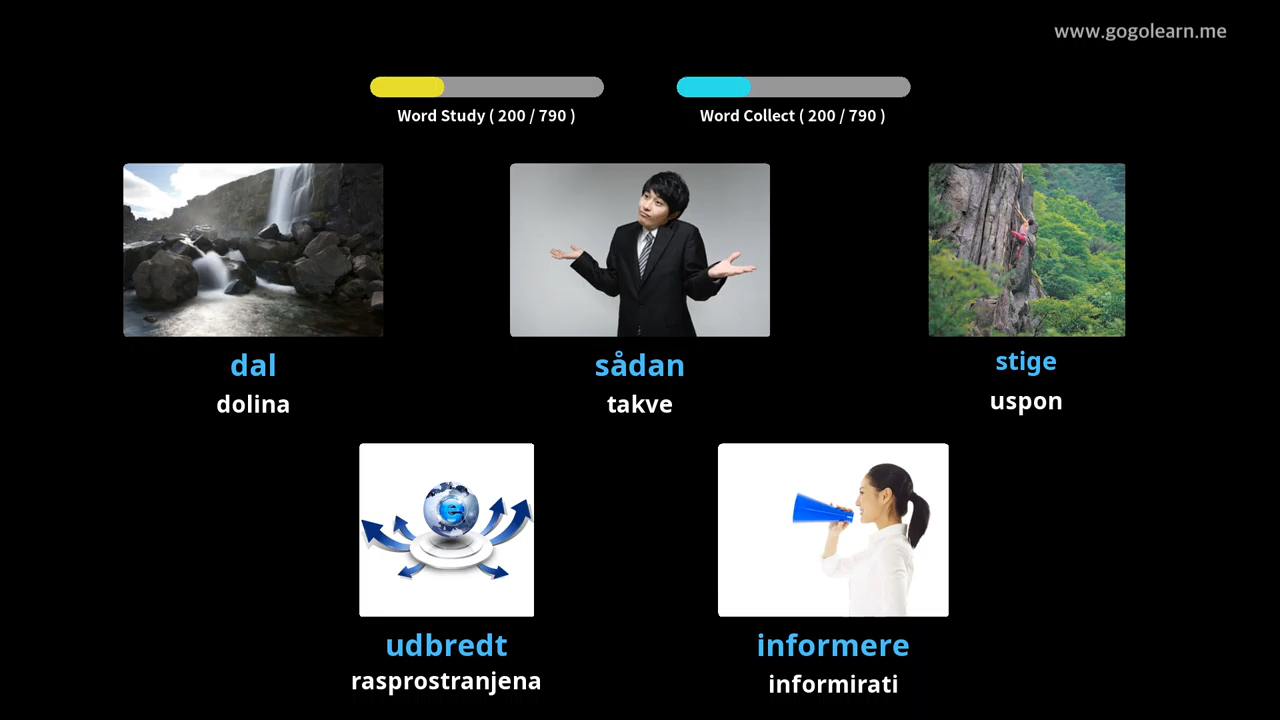 www.gogolearn.me
Word Study ( 200 / 790 )
Word Collect ( 200 / 790 )
dal
dolina
sådan
takve
stige
uspon
e
udbredt
rasprostranjena
informere
informirati